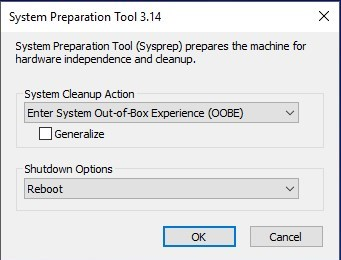 System Preparation Tool 3.14
System Preparation Tool (Sysprep) prepares the machine for
hardware independence and cleanup.
System Cleanup Action
Enter System Out-of-Box Experience (OOBE)
Generalize
Shutdown Options
Reboot
OK
Cancel